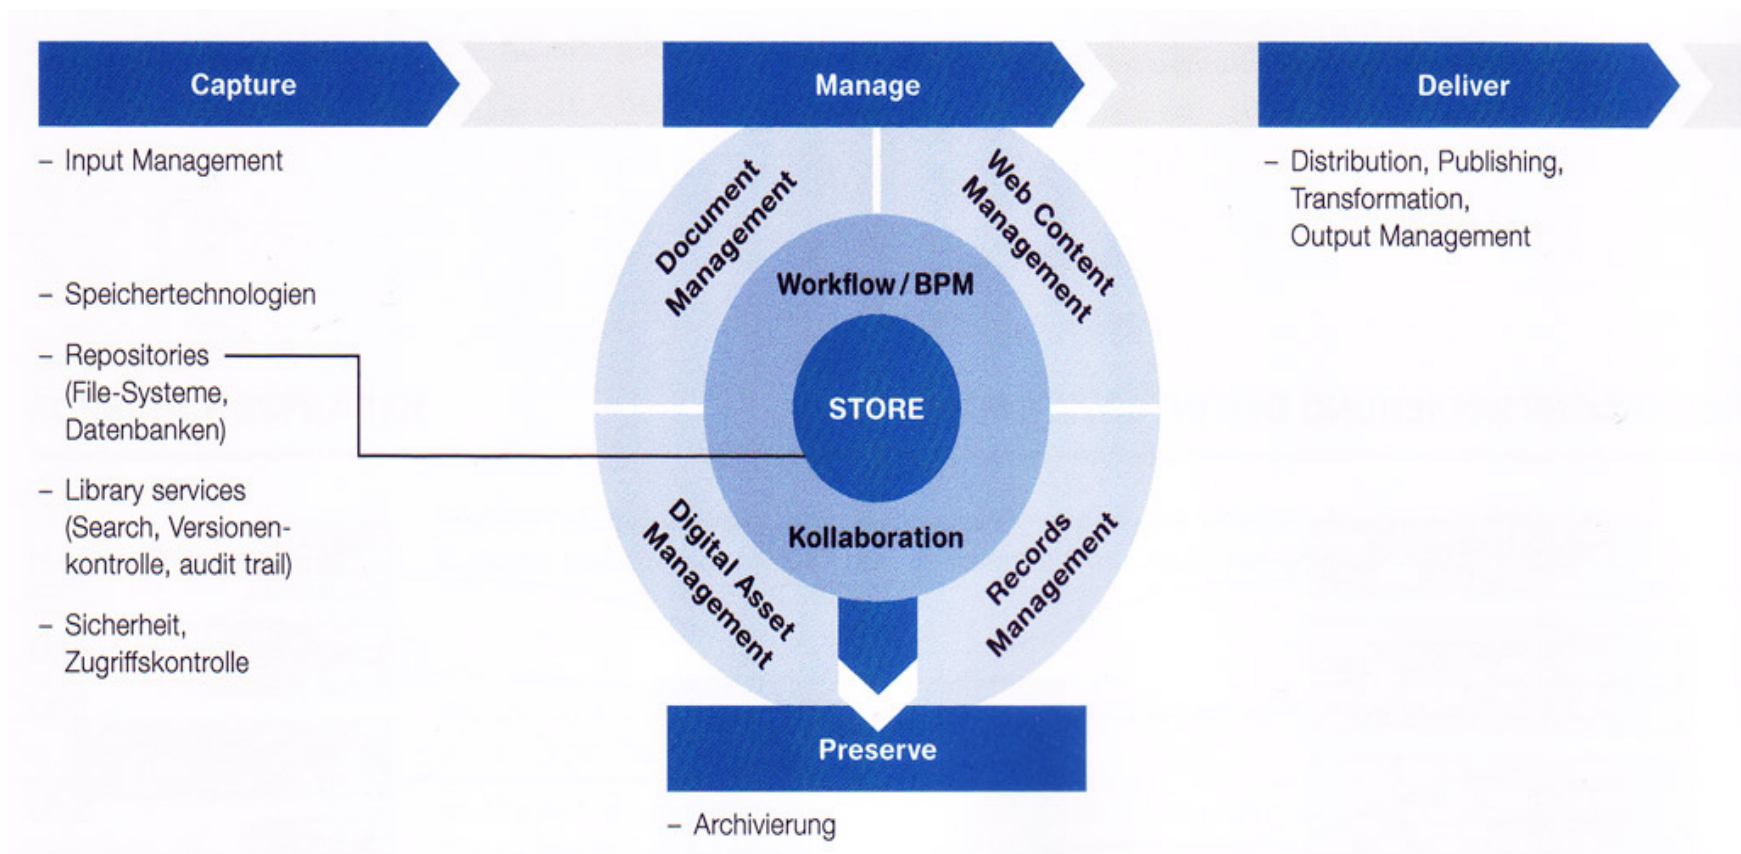 Capture
Manage
Deliver
– Input Management
– Speichertechnologien
– Repositories
(File-Systeme,
Datenbanken)
– Library services
(Search, Versionen-
kontrolle, audit trail)
– Sicherheit,
Zugriffskontrolle
Document
Management
Web Content
Management
Workflow / BPM
STORE
Kollaboration
Digital Asset
Management
Records
Management
Preserve
– Archivierung
– Distribution, Publishing,
Transformation,
Output Management